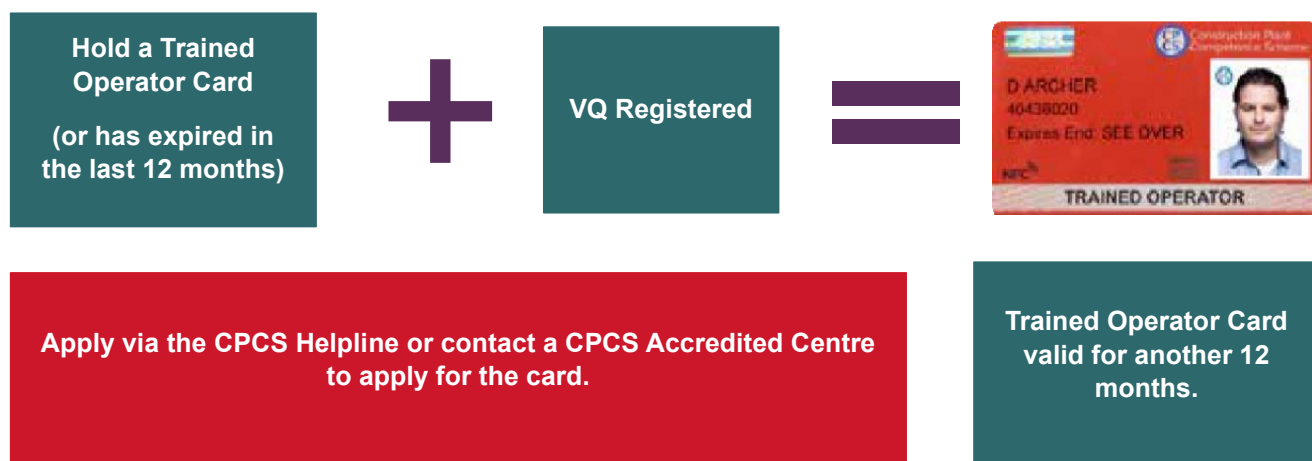 Hold a Trained
Operator Card
(or has expired in
the last 12 months)
VQ Registered
CPCS
Construction Plant
Competence Scheme
D ARCHER
40438020
Expires End: SEE OVER
NFC
TRAINED OPERATOR
Apply via the CPCS Helpline or contact a CPCS Accredited Centre
to apply for the card.
Trained Operator Card
valid for another 12
months.